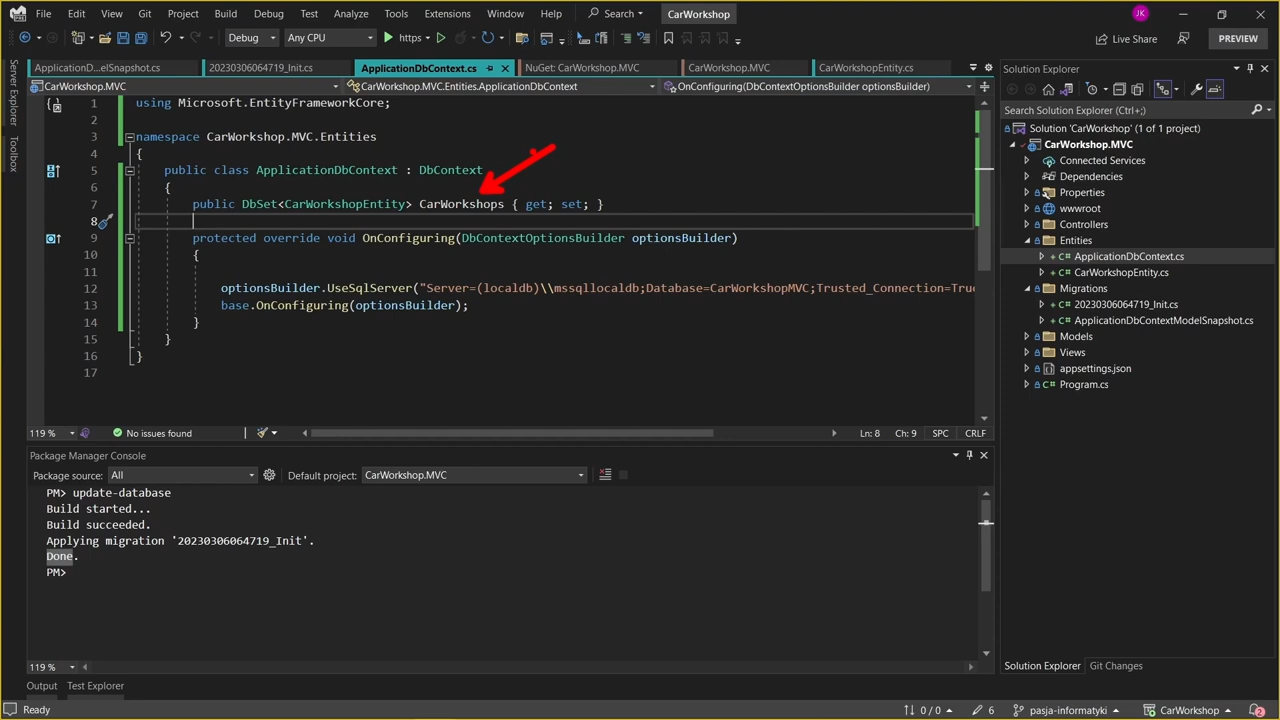 File Edit View Git Project Build Debug Test Analyze Tools Extensions Window Help Search CarWorkshop JK
Debug Any CPU https Live Share PREVIEW
Server Explorer
Toolbox
ApplicationD...elSnapshot.cs 20230306064719_Init.cs ApplicationDbContext.cs NuGet: CarWorkshop.MVC CarWorkshop.MVC CarWorkshopEntity.cs
CarWorkshop.MVC CarWorkshop.MVC.Entities.ApplicationDbContext OnConfiguring(DbContextOptionsBuilder optionsBuilder)
1 using Microsoft.EntityFrameworkCore;
2
3 namespace CarWorkshop.MVC.Entities
4 {
5 public class ApplicationDbContext : DbContext
6 {
7 public DbSet<CarWorkshopEntity> CarWorkshops { get; set; }
8
9 protected override void OnConfiguring(DbContextOptionsBuilder optionsBuilder)
10 {
11
12 optionsBuilder.UseSqlServer("Server=(localdb)\\mssqllocaldb;Database=CarWorkshopMVC;Trusted_Connection=True
13 base.OnConfiguring(optionsBuilder);
14 }
15 }
16 }
17
119 % No issues found Ln: 8 Ch: 9 SPC CRLF
Package Manager Console
Package source: All Default project: CarWorkshop.MVC
PM> update-database
Build started...
Build succeeded.
Applying migration '20230306064719_Init'.
Done.
PM>
119 %
Output Test Explorer
Solution Explorer
Search Solution Explorer (Ctrl+;)
Solution 'CarWorkshop' (1 of 1 project)
CarWorkshop.MVC
Connected Services
Dependencies
Properties
wwwroot
Controllers
Entities
ApplicationDbContext.cs
CarWorkshopEntity.cs
Migrations
20230306064719_Init.cs
ApplicationDbContextModelSnapshot.cs
Models
Views
appsettings.json
Program.cs
Solution Explorer Git Changes
Ready 0 / 0 6 pasja-informatyki CarWorkshop 2